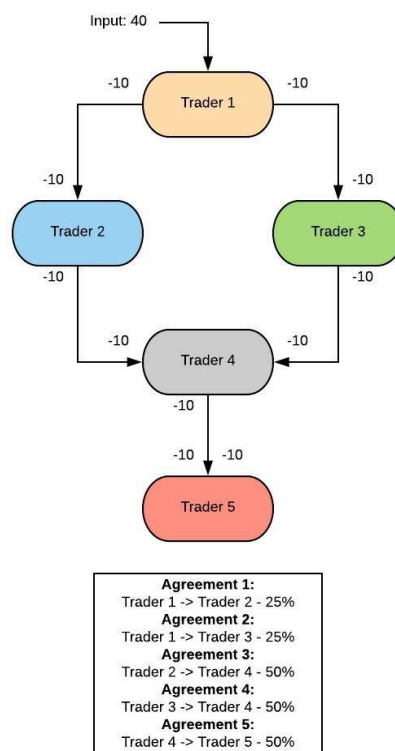 Input: 40
-10
-10
Trader 1
-10
-10
Trader 2
Trader 3
-10
-10
-10
-10
Trader 4
-10
-10
-10
Trader 5
Agreement 1:
Trader 1 -> Trader 2 - 25%
Agreement 2:
Trader 1 -> Trader 3 - 25%
Agreement 3:
Trader 2 -> Trader 4 - 50%
Agreement 4:
Trader 3 -> Trader 4 - 50%
Agreement 5:
Trader 4 -> Trader 5 - 50%